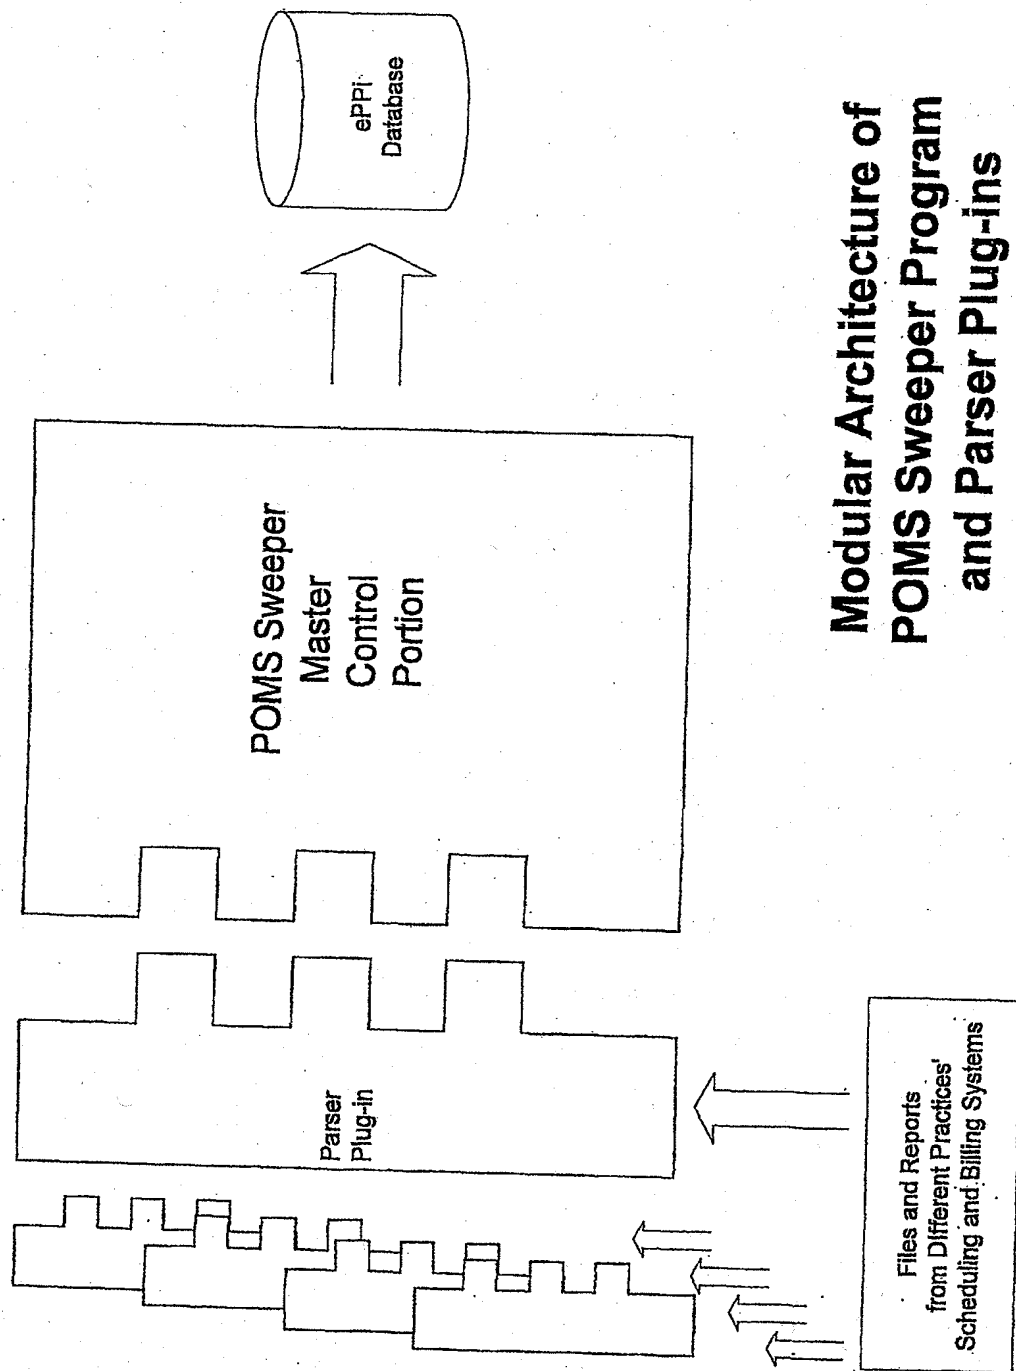 ePPi
Database
POMS Sweeper
Master
Control
Portion
Parser
Plug-in
Files and Reports
from Different Practices'
Scheduling and Billing Systems
Modular Architecture of
POMS Sweeper Program
and Parser Plug-ins